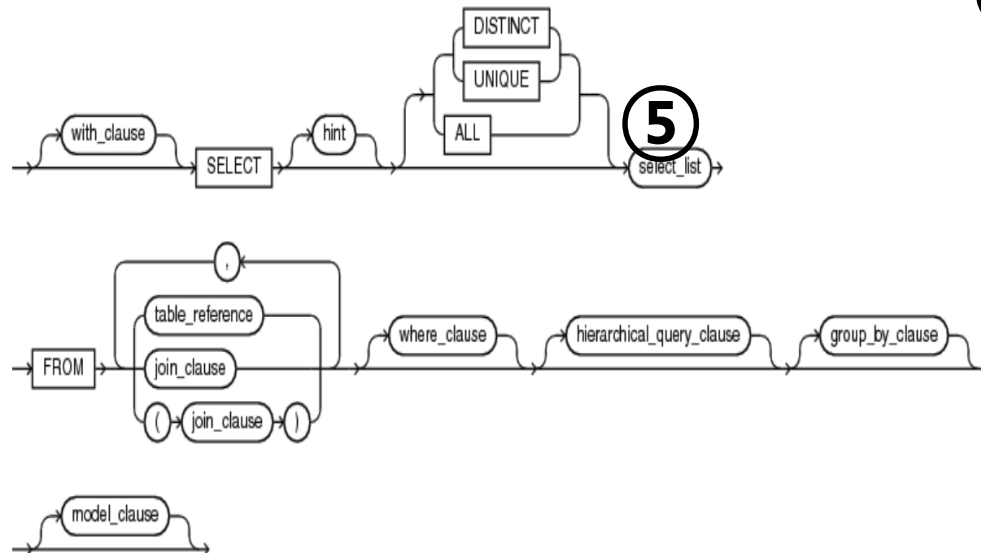 DISTINCT
UNIQUE
with_clause hint ALL ⑤
SELECT select_list
,
table_reference where_clause hierarchical_query_clause group_by_clause
FROM join_clause
( join_clause )
model_clause